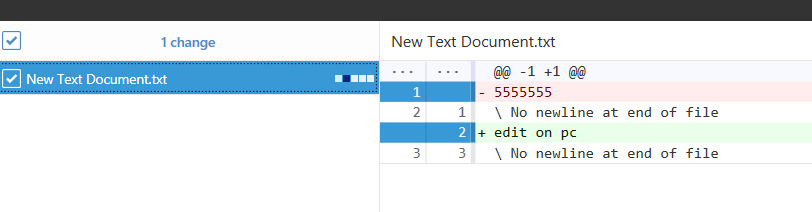 1 change
New Text Document.txt
New Text Document.txt
··· ··· @@ -1 +1 @@
1 - 5555555
2 1 \ No newline at end of file
2 + edit on pc
3 3 \ No newline at end of file